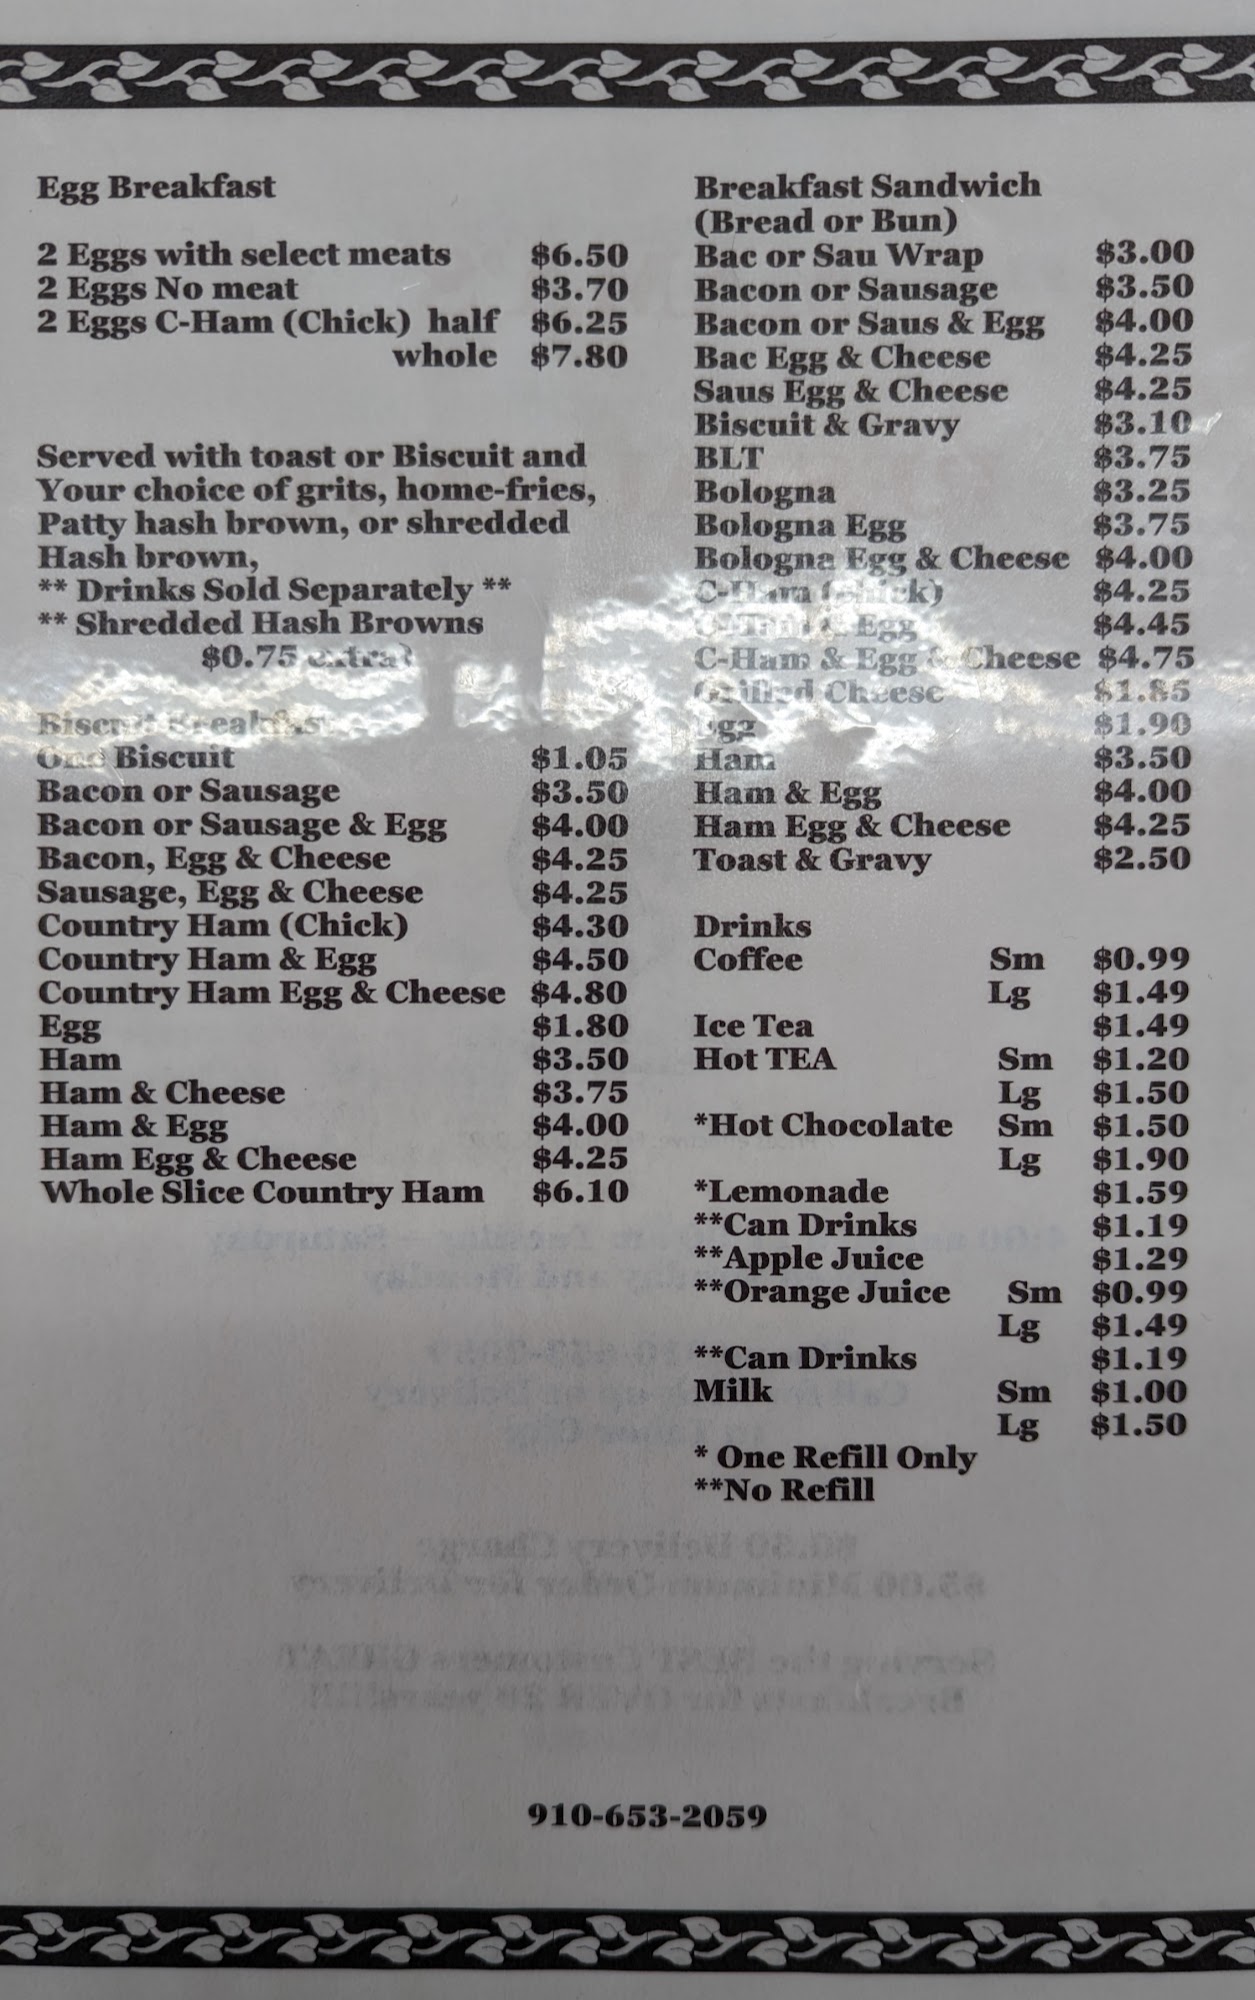 Egg Breakfast
2 Eggs with select meats $6.50
2 Eggs No meat $3.70
2 Eggs C-Ham (Chick) half $6.25
whole $7.80
Served with toast or Biscuit and
Your choice of grits, home-fries,
Patty hash brown, or shredded
Hash brown,
** Drinks Sold Separately **
** Shredded Hash Browns
$0.75 extra
Biscuit Breakfast
One Biscuit $1.05
Bacon or Sausage $3.50
Bacon or Sausage & Egg $4.00
Bacon, Egg & Cheese $4.25
Sausage, Egg & Cheese $4.25
Country Ham (Chick) $4.30
Country Ham & Egg $4.50
Country Ham Egg & Cheese $4.80
Egg $1.80
Ham $3.50
Ham & Cheese $3.75
Ham & Egg $4.00
Ham Egg & Cheese $4.25
Whole Slice Country Ham $6.10
Breakfast Sandwich
(Bread or Bun)
Bac or Sau Wrap $3.00
Bacon or Sausage $3.50
Bacon or Saus & Egg $4.00
Bac Egg & Cheese $4.25
Saus Egg & Cheese $4.25
Biscuit & Gravy $3.10
BLT $3.75
Bologna $3.25
Bologna Egg $3.75
Bologna Egg & Cheese $4.00
C-Ham (Chick) $4.25
C-Ham & Egg $4.45
C-Ham & Egg & Cheese $4.75
Grilled Cheese $1.85
Egg $1.90
Ham $3.50
Ham & Egg $4.00
Ham Egg & Cheese $4.25
Toast & Gravy $2.50
Drinks
Coffee Sm $0.99
Lg $1.49
Ice Tea $1.49
Hot TEA Sm $1.20
Lg $1.50
*Hot Chocolate Sm $1.50
Lg $1.90
*Lemonade $1.59
**Can Drinks $1.19
**Apple Juice $1.29
**Orange Juice Sm $0.99
Lg $1.49
**Can Drinks $1.19
Milk Sm $1.00
Lg $1.50
* One Refill Only
**No Refill
910-653-2059